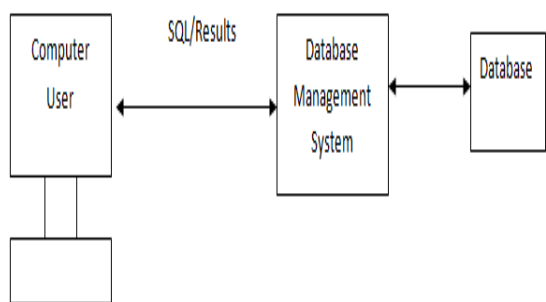 Computer
User
SQL/Results
Database
Management
System
Database